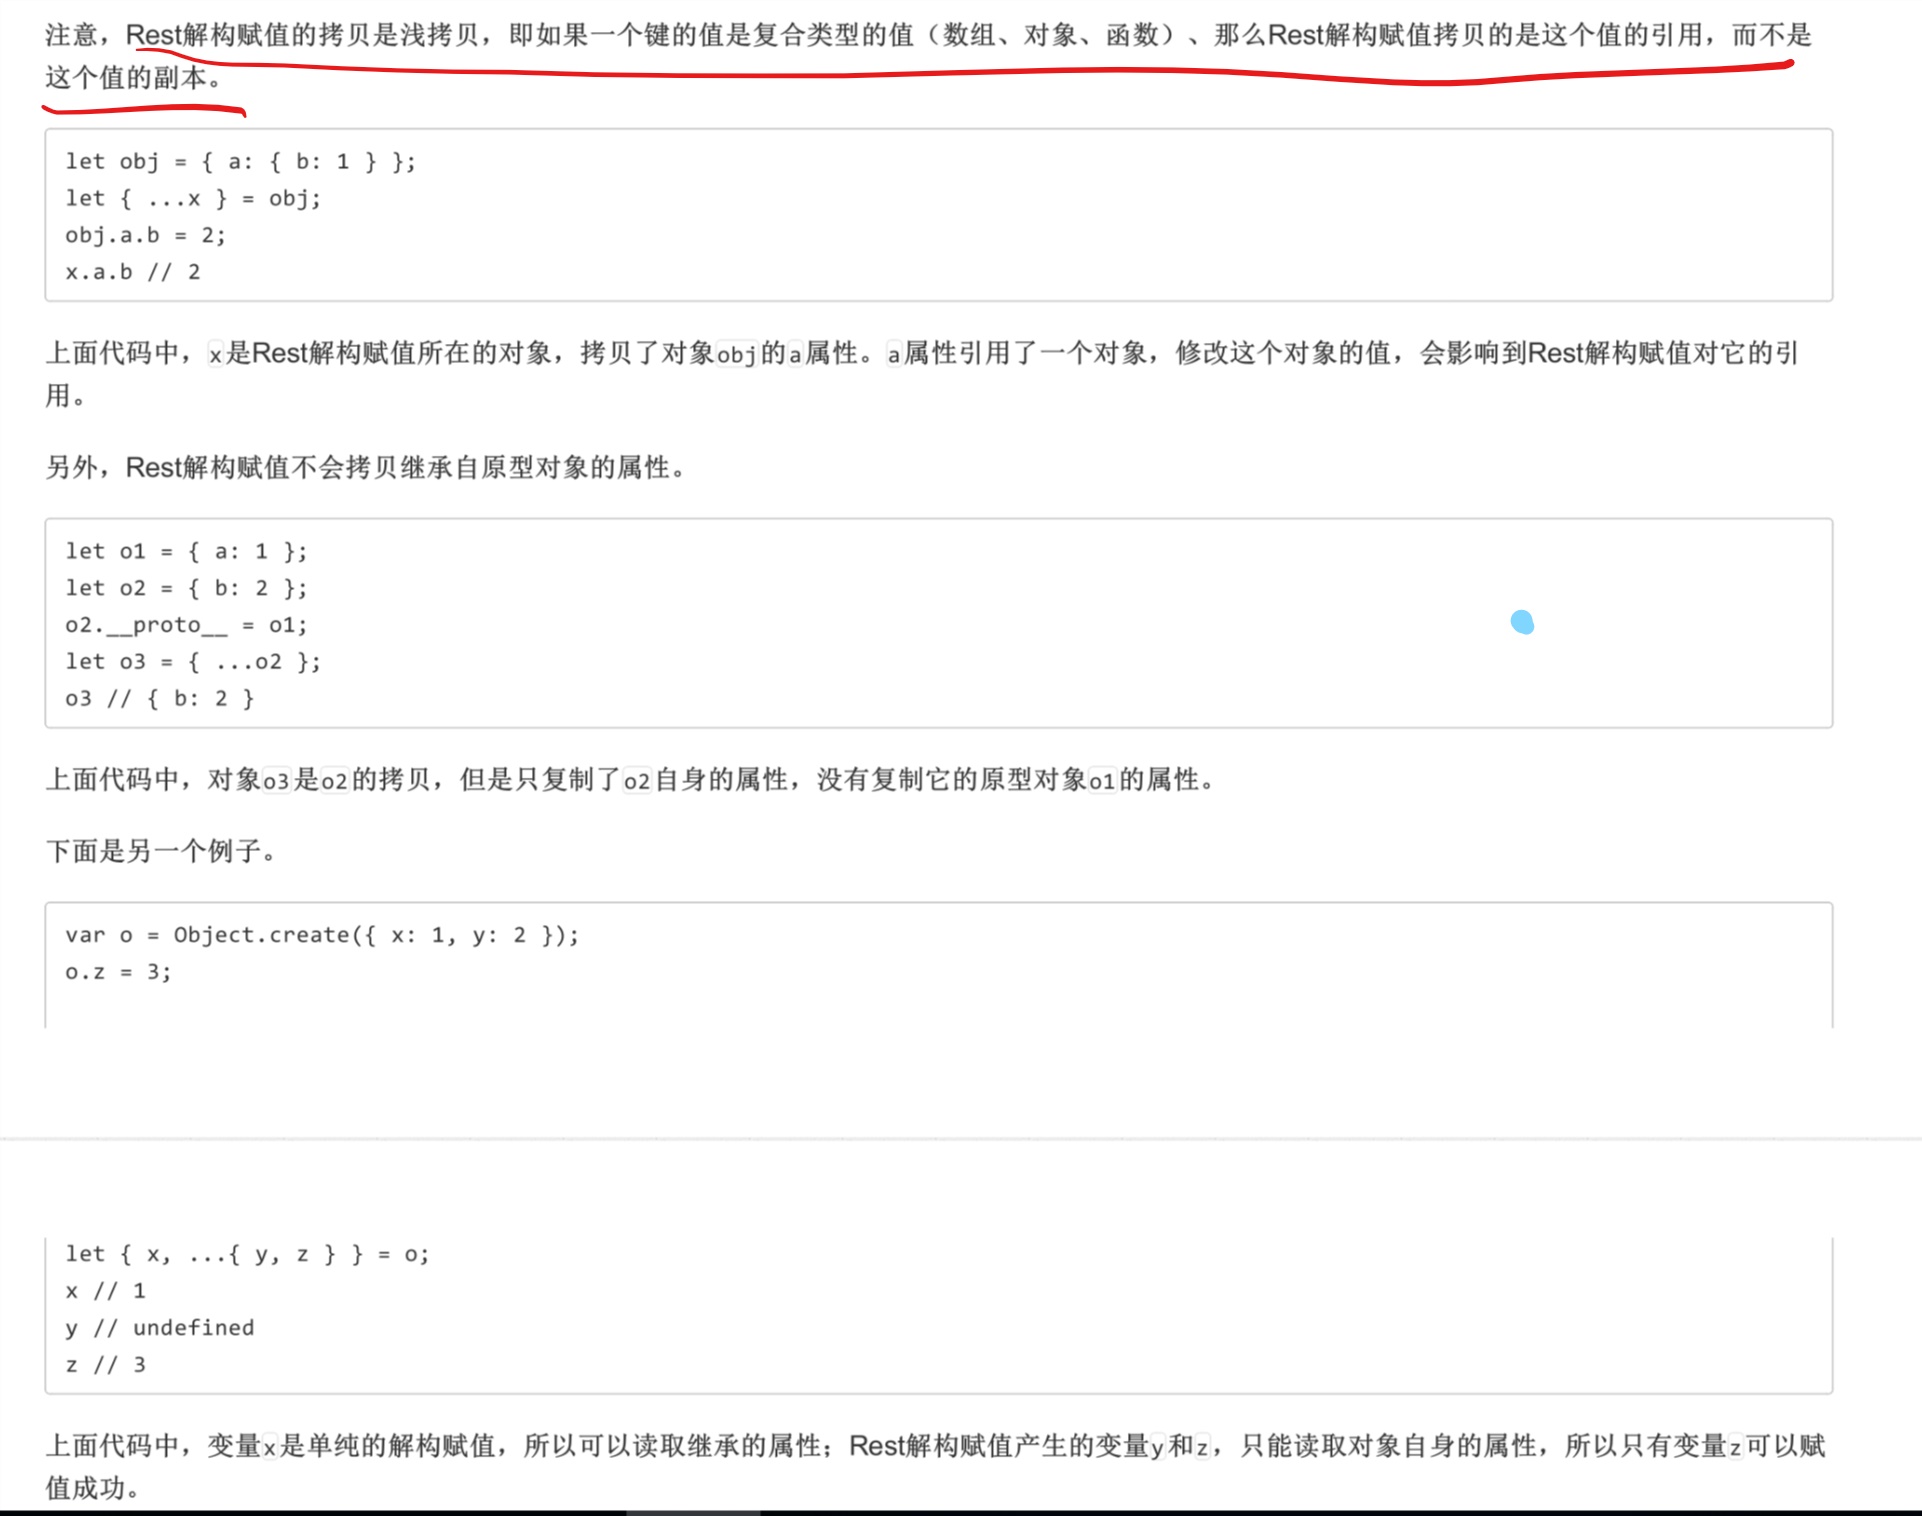 注意，Rest解构赋值的拷贝是浅拷贝，即如果一个键的值是复合类型的值（数组、对象、函数）、那么Rest解构赋值拷贝的是这个值的引用，而不是
这个值的副本。
let obj = { a: { b: 1 } };
let { ...x } = obj;
obj.a.b = 2;
x.a.b // 2
上面代码中，x是Rest解构赋值所在的对象，拷贝了对象obj的a属性。a属性引用了一个对象，修改这个对象的值，会影响到Rest解构赋值对它的引
用。
另外，Rest解构赋值不会拷贝继承自原型对象的属性。
let o1 = { a: 1 };
let o2 = { b: 2 };
o2.__proto__ = o1;
let o3 = { ...o2 };
o3 // { b: 2 }
上面代码中，对象o3是o2的拷贝，但是只复制了o2自身的属性，没有复制它的原型对象o1的属性。
下面是另一个例子。
var o = Object.create({ x: 1, y: 2 });
o.z = 3;
let { x, ...{ y, z } } = o;
x // 1
y // undefined
z // 3
上面代码中，变量x是单纯的解构赋值，所以可以读取继承的属性；Rest解构赋值产生的变量y和z，只能读取对象自身的属性，所以只有变量z可以赋
值成功。